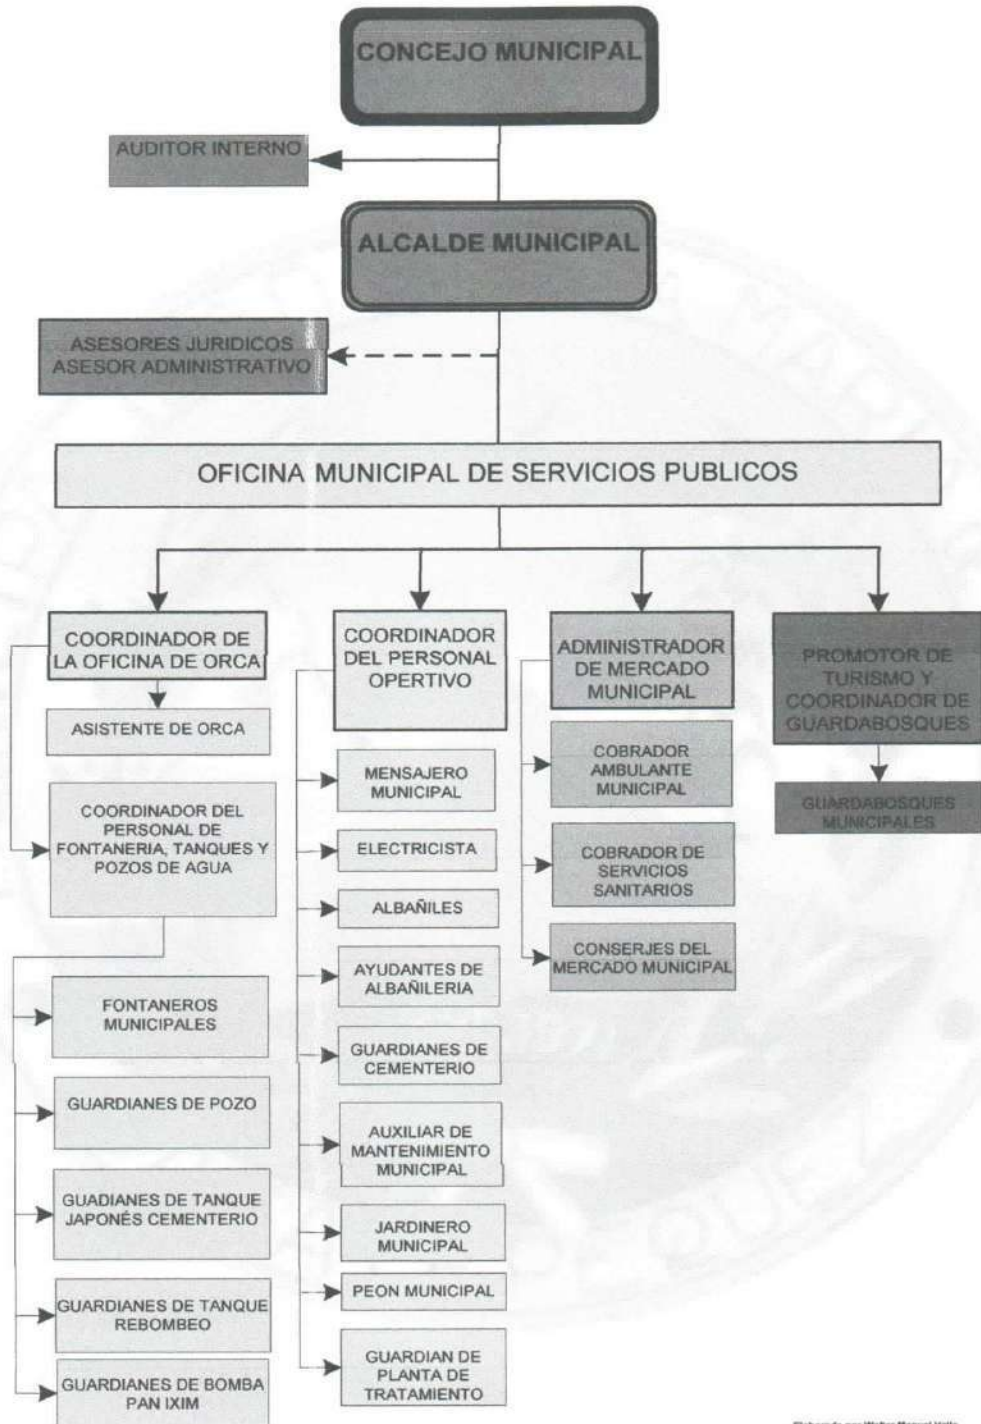 CONCEJO MUNICIPAL
AUDITOR INTERNO
ALCALDE MUNICIPAL
ASESORES JURIDICOS
ASESOR ADMINISTRATIVO
OFICINA MUNICIPAL DE SERVICIOS PUBLICOS
COORDINADOR DE
LA OFICINA DE ORCA
ASISTENTE DE ORCA
COORDINADOR DEL
PERSONAL DE
FONTANERIA, TANQUES Y
POZOS DE AGUA
FONTANEROS
MUNICIPALES
GUARDIANES DE POZO
GUADIANES DE TANQUE
JAPONÉS CEMENTERIO
GUARDIANES DE TANQUE
REBOMBEO
GUARDIANES DE BOMBA
PAN IXIM
COORDINADOR
DEL PERSONAL
OPERTIVO
MENSAJERO
MUNICIPAL
ELECTRICISTA
ALBAÑILES
AYUDANTES DE
ALBAÑILERIA
GUARDIANES DE
CEMENTERIO
AUXILIAR DE
MANTENIMIENTO
MUNICIPAL
JARDINERO
MUNICIPAL
PEON MUNICIPAL
GUARDIAN DE
PLANTA DE
TRATAMIENTO
ADMINISTRADOR
DE MERCADO
MUNICIPAL
COBRADOR
AMBULANTE
MUNICIPAL
COBRADOR DE
SERVICIOS
SANITARIOS
CONSERJES DEL
MERCADO MUNICIPAL
PROMOTOR DE
TURISMO Y
COORDINADOR DE
GUARDABOSQUES
GUARDABOSQUES
MUNICIPALES